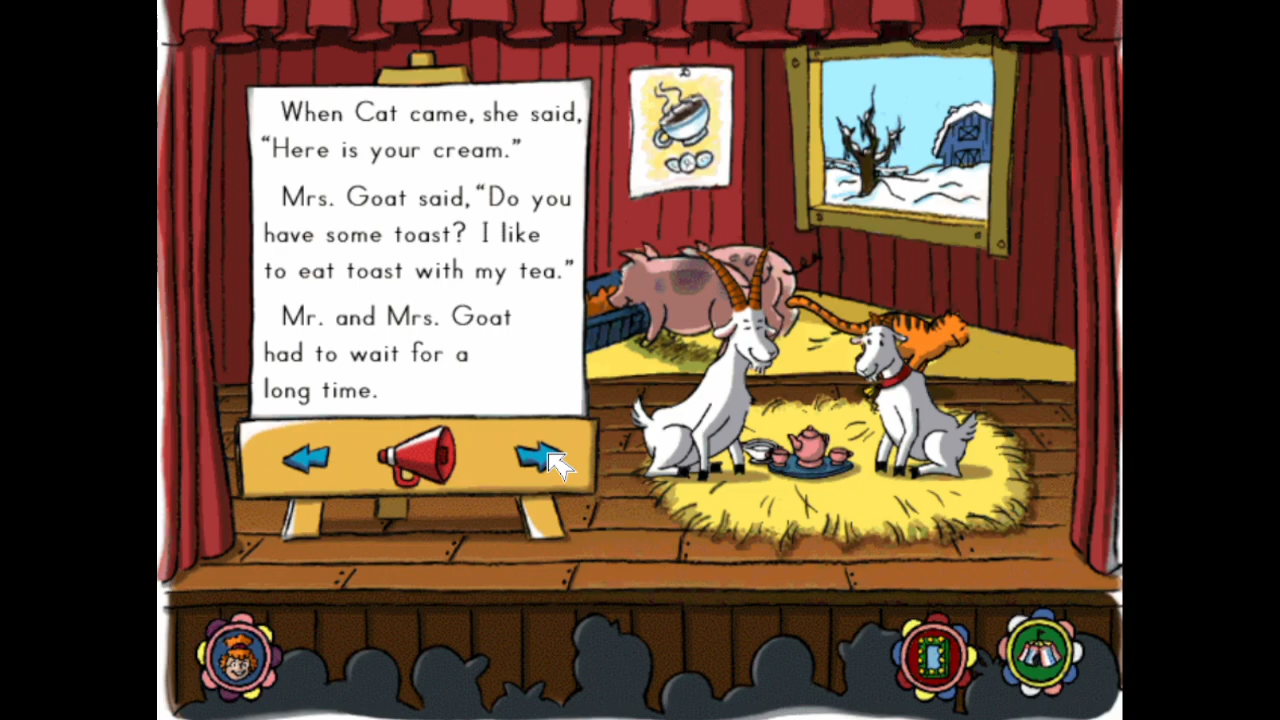 When Cat came, she said,
“Here is your cream.”
Mrs. Goat said, “Do you
have some toast? I like
to eat toast with my tea.”
Mr. and Mrs. Goat
had to wait for a
long time.